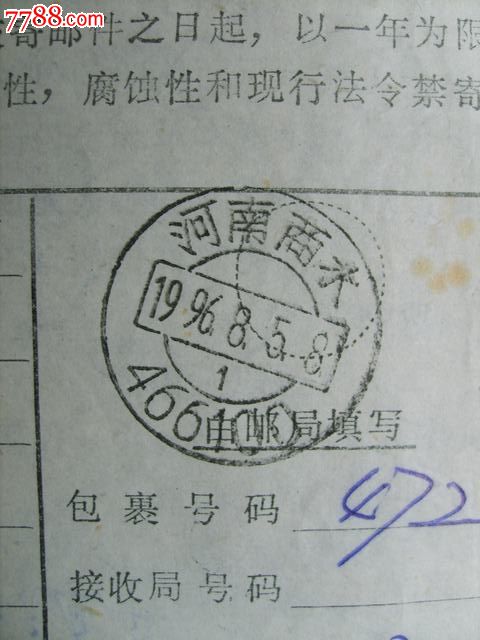 7788.com
寄邮件之日起，以一年为限
性，腐蚀性和现行法令禁寄
河南商水
1996.8.5.8
1
466100
由邮局填写
包裹号码 472
接收局号码